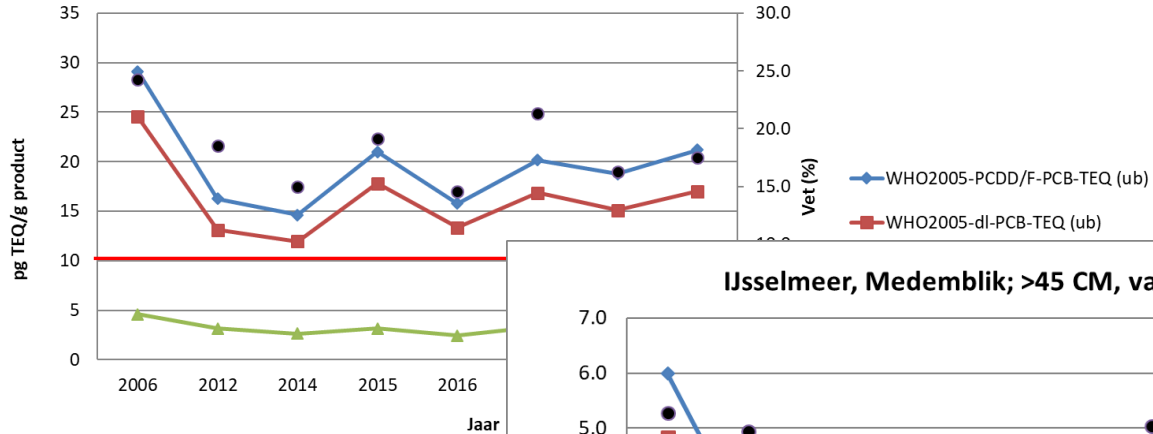 35
30
25
20
15
10
5
0
pg TEQ/g product
30.0
25.0
20.0
15.0
Vet (%)
2006 2012 2014 2015 2016
Jaar
WHO2005-PCDD/F-PCB-TEQ (ub)
WHO2005-dl-PCB-TEQ (ub)
IJsselmeer, Medemblik; >45 CM, va
7.0
6.0
5.0